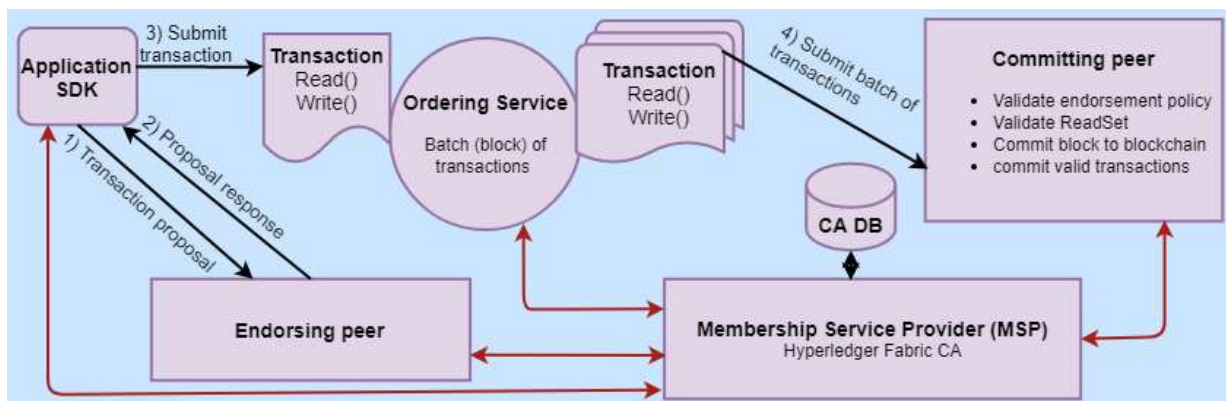 Application
SDK
3) Submit
transaction
Transaction
Read()
Write()
Ordering Service
Batch (block) of
transactions
Transaction
Read()
Write()
4) Submit batch of
transactions
Committing peer
• Validate endorsement policy
• Validate ReadSet
• Commit block to blockchain
• commit valid transactions
1) Transaction proposal
2) Proposal response
CA DB
Endorsing peer
Membership Service Provider (MSP)
Hyperledger Fabric CA